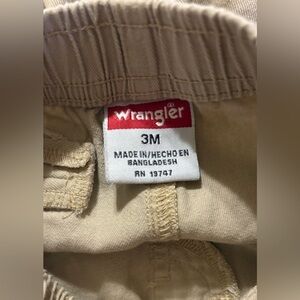 Wrangler®
3M
MADE IN/HECHO EN
BANGLADESH
RN 19747